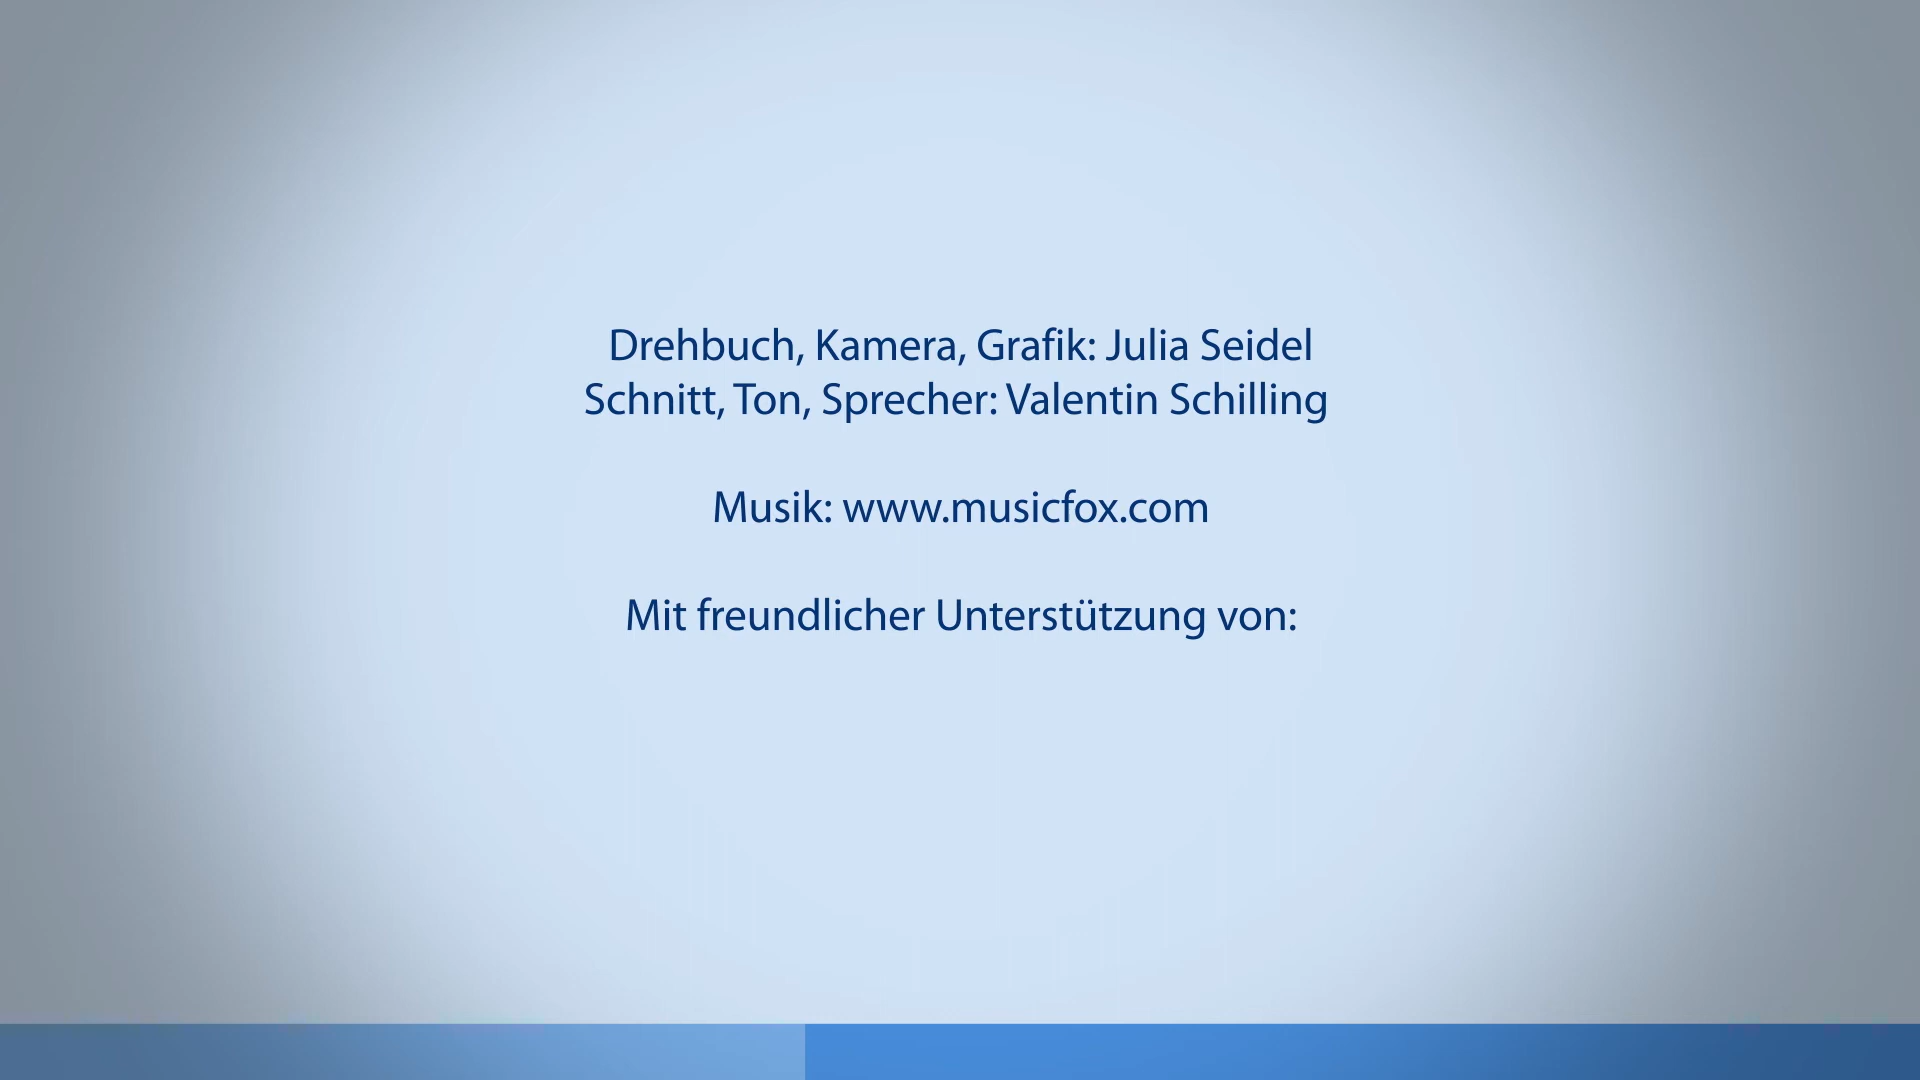 Drehbuch, Kamera, Grafik: Julia Seidel
Schnitt, Ton, Sprecher: Valentin Schilling
Musik: www.musicfox.com
Mit freundlicher Unterstützung von: